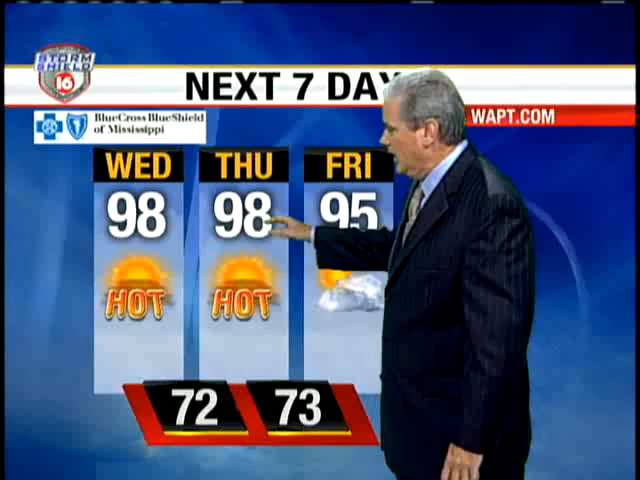 STORM
SHIELD
16
NEXT 7 DAY
WAPT.COM
BlueCross BlueShield
of Mississippi
WED THU FRI
98 98 95
HOT HOT
72 73